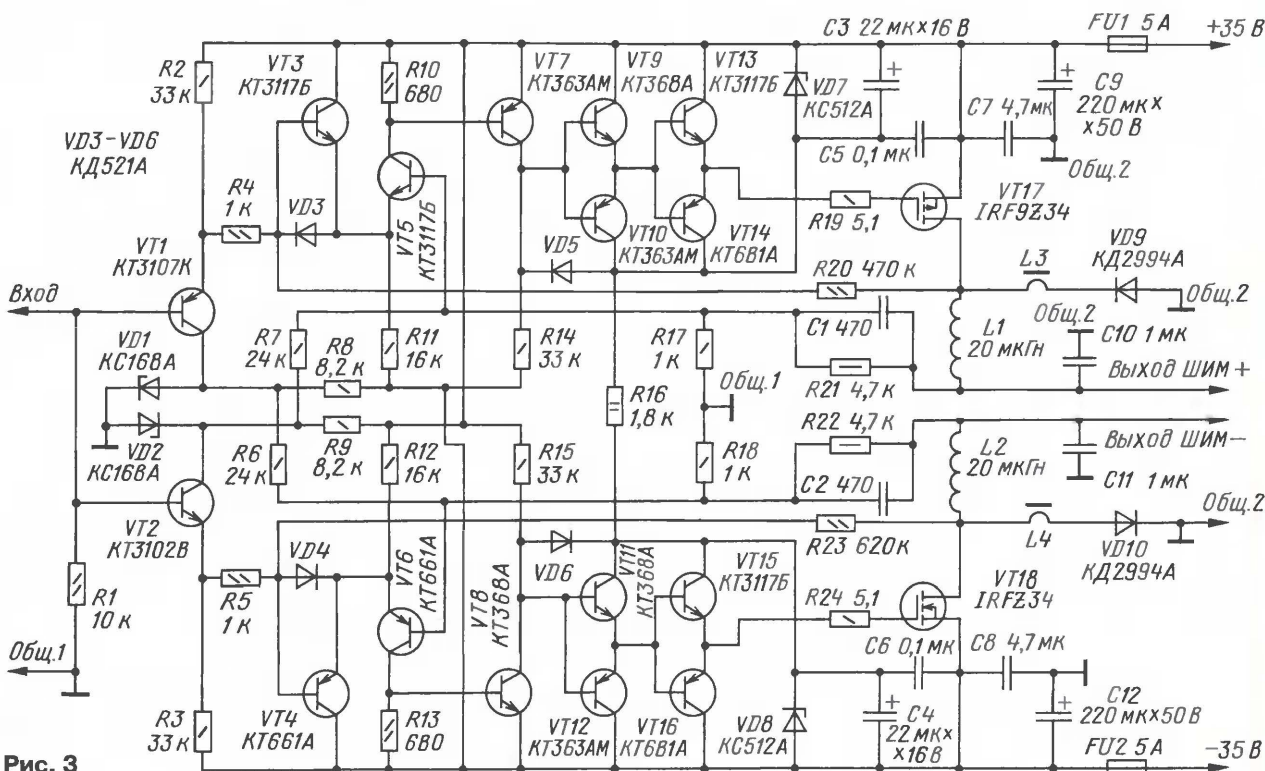 C3 22 мк×16 В
FU1 5 А
+35 В
R2
33 к
VT3
КТ3117Б
R10
680
VT7
КТ363АМ
VT9
КТ368А
VT13
КТ3117Б
VD7
КС512А
C7 4,7мк
C9
220 мк×
×50 В
C5 0,1 мк
Общ.2
VD3–VD6
КД521А
R4
1 к
VD3
VT5
КТ3117Б
R19 5,1
VT17
IRF9Z34
VD5
VT10
КТ363АМ
VT14
КТ681А
VT1
КТ3107К
Вход
R20 470 к
L3
VD9
КД2994А
Общ.2
VD1
КС168А
R7
24 к
R8
8,2 к
R11
16 к
R14
33 к
R17
1 к
C1 470
L1
20 мкГн
Общ.2
C10 1 мк
R21 4,7 к
Выход ШИМ+
R16
1,8 к
Общ.1
R22 4,7 к
VD2
КС168А
R6
24 к
R9
8,2 к
R12
16 к
R15
33 к
R18
1 к
C2 470
L2
20 мкГн
Выход ШИМ–
C11 1 мк
Общ.2
VT2
КТ3102В
VD4
VT6
КТ661А
VD6
R23 620к
L4
VD10
КД2994А
R1
10 к
R5
1 к
VT8
КТ368А
VT11
КТ368А
VT15
КТ3117Б
R24 5,1
VT18
IRFZ34
Общ.1
C6 0,1 мк
C8 4,7 мк
R3
33 к
VT4
КТ661А
R13
680
VT12
КТ363АМ
VT16
КТ681А
VD8
КС512А
C4
22 мк×
×16В
C12
220 мк×50 В
FU2 5 А
–35 В
Рис. 3